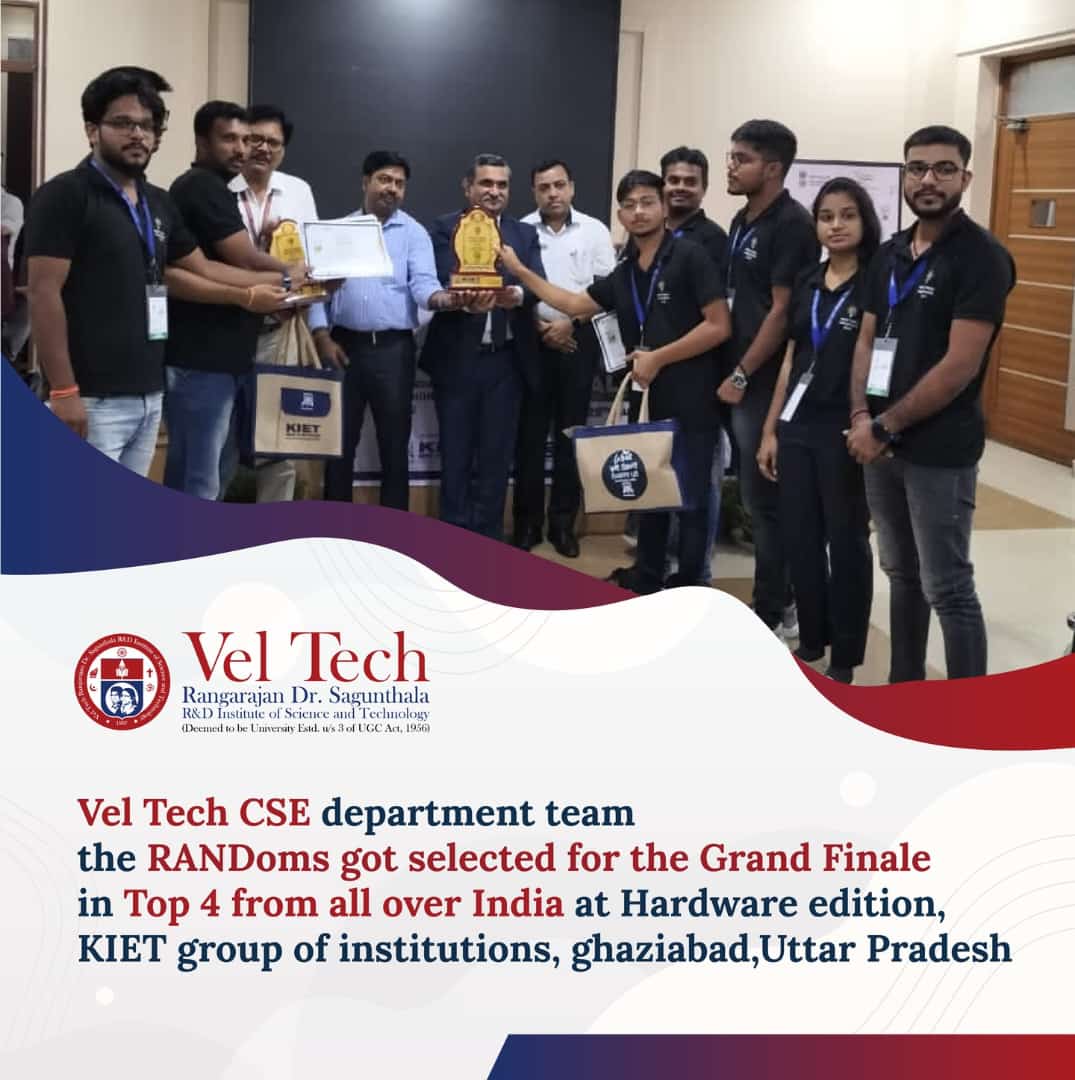 KIET
Vel Tech
Rangarajan Dr. Sagunthala
R&D Institute of Science and Technology
(Deemed to be University Estd. u/s 3 of UGC Act, 1956)
Vel Tech CSE department team
the RANDoms got selected for the Grand Finale
in Top 4 from all over India at Hardware edition,
KIET group of institutions, ghaziabad,Uttar Pradesh